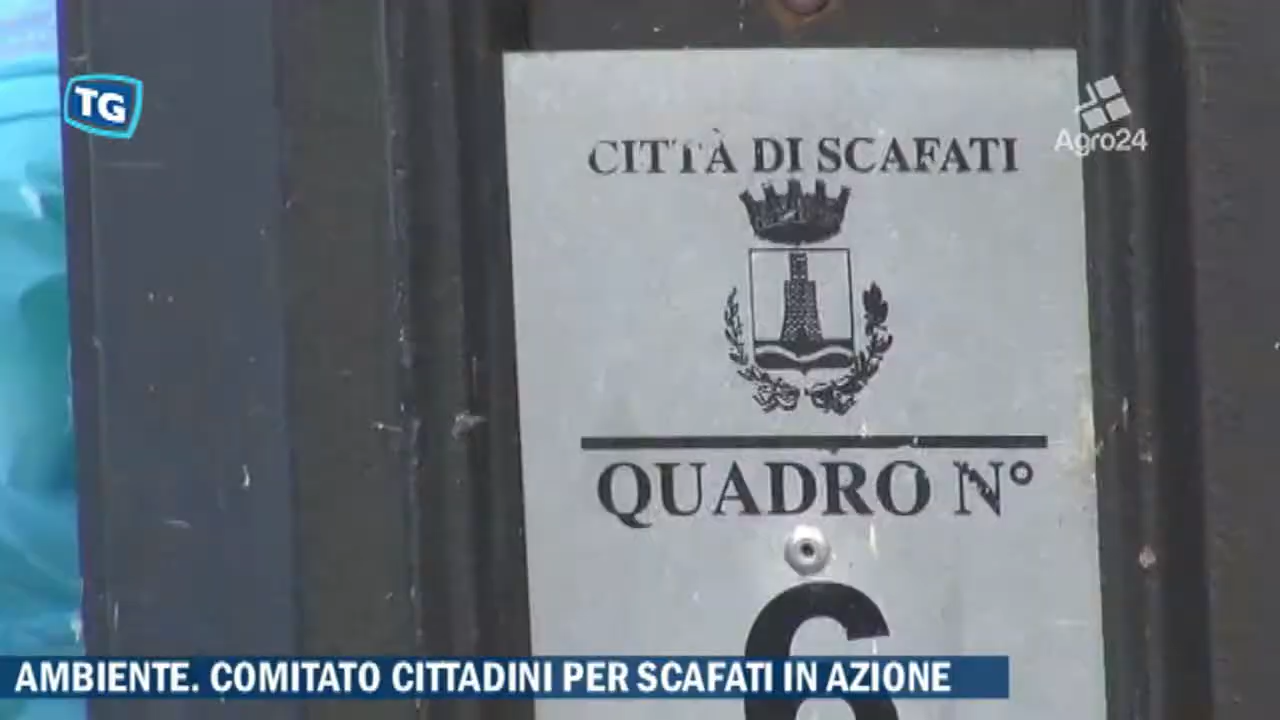 TG
Agro24
CITTÀ DI SCAFATI
QUADRO N°
6
AMBIENTE. COMITATO CITTADINI PER SCAFATI IN AZIONE